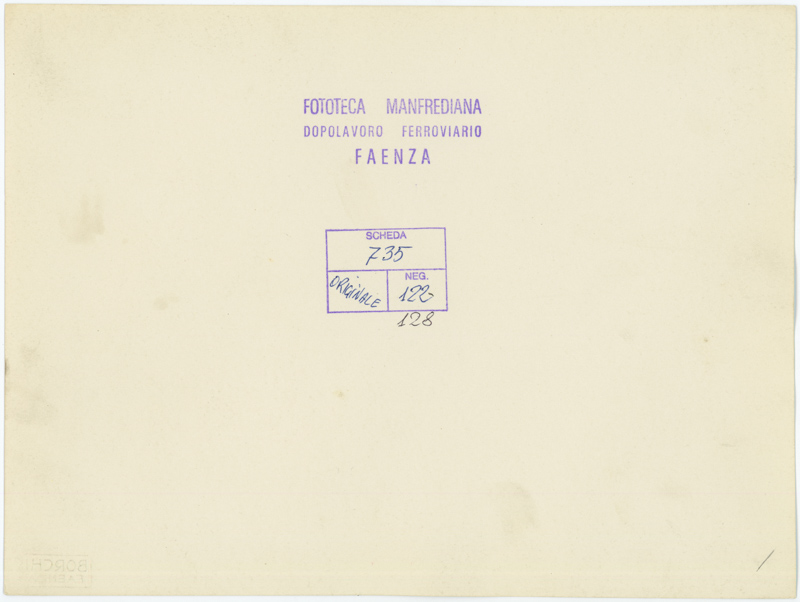 FOTOTECA MANFREDIANA
DOPOLAVORO FERROVIARIO
FAENZA
SCHEDA
735
ORIGINALE
NEG.
122-
128